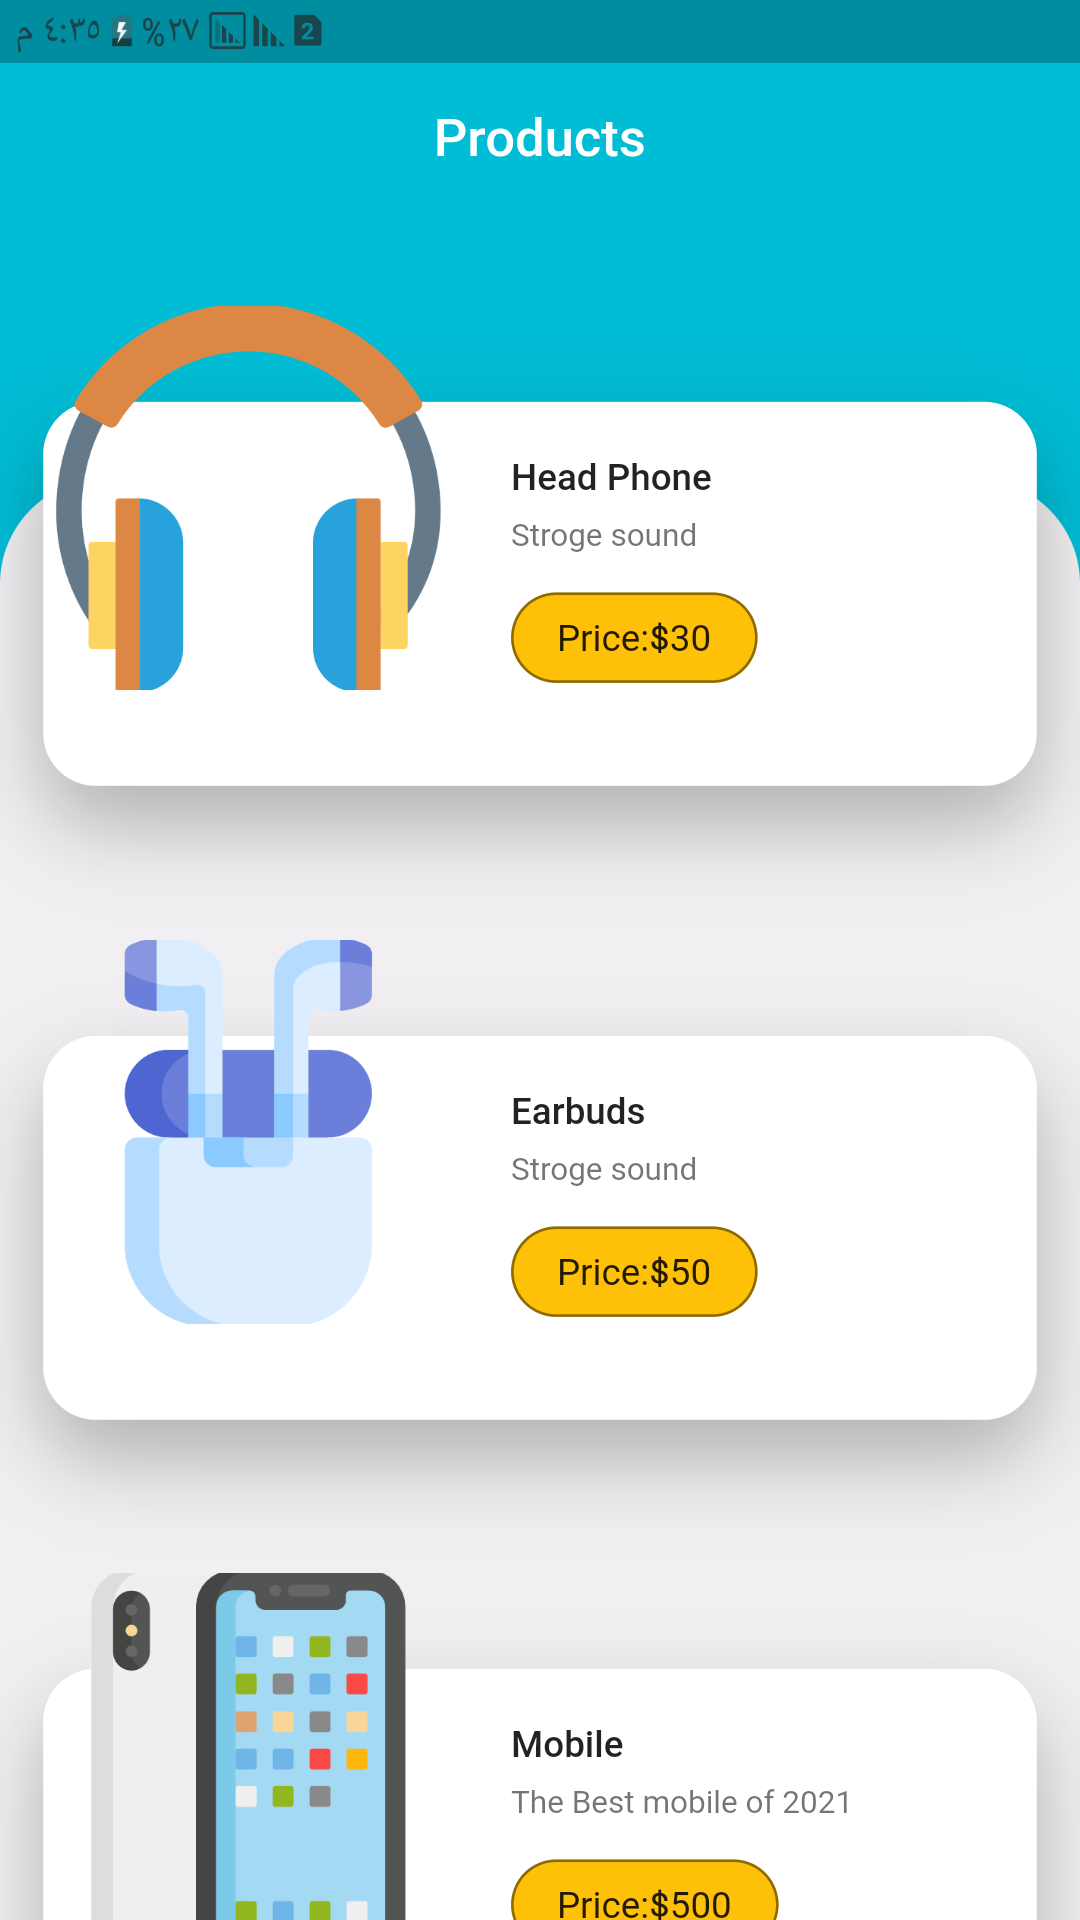 م ٤:٣٥ %٢٧ 2
Products
Head Phone
Stroge sound
Price:$30
Earbuds
Stroge sound
Price:$50
Mobile
The Best mobile of 2021
Price:$500